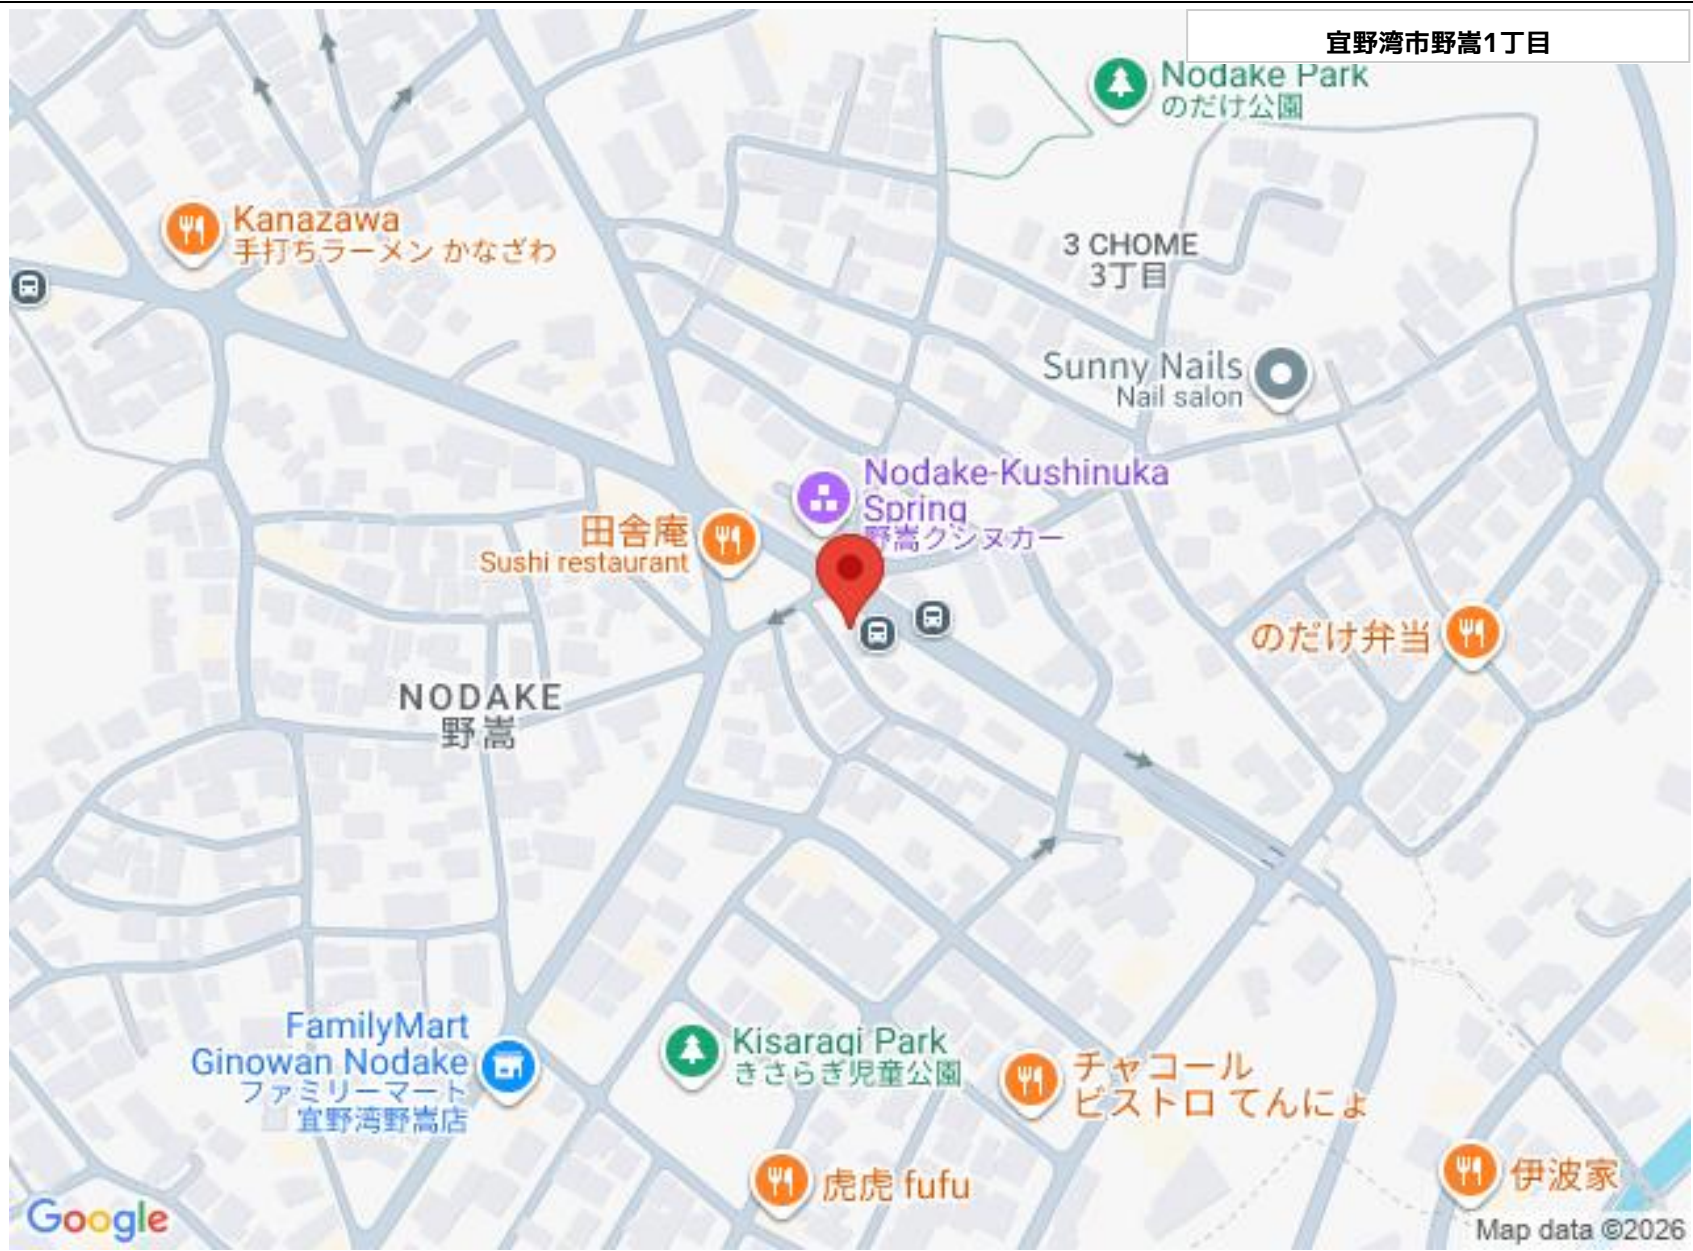 宜野湾市野嵩1丁目
Nodake Park
のだけ公園
Kanazawa
手打ちラーメン かなざわ
3 CHOME
3丁目
Sunny Nails
Nail salon
Nodake-Kushinuka
Spring
野嵩クシヌカー
田舎庵
Sushi restaurant
のだけ弁当
NODAKE
野嵩
FamilyMart
Ginowan Nodake
ファミリーマート
宜野湾野嵩店
Kisaragi Park
きさらぎ児童公園
チャコール
ビストロ てんにょ
虎虎 fufu
伊波家
Google
Map data ©2026